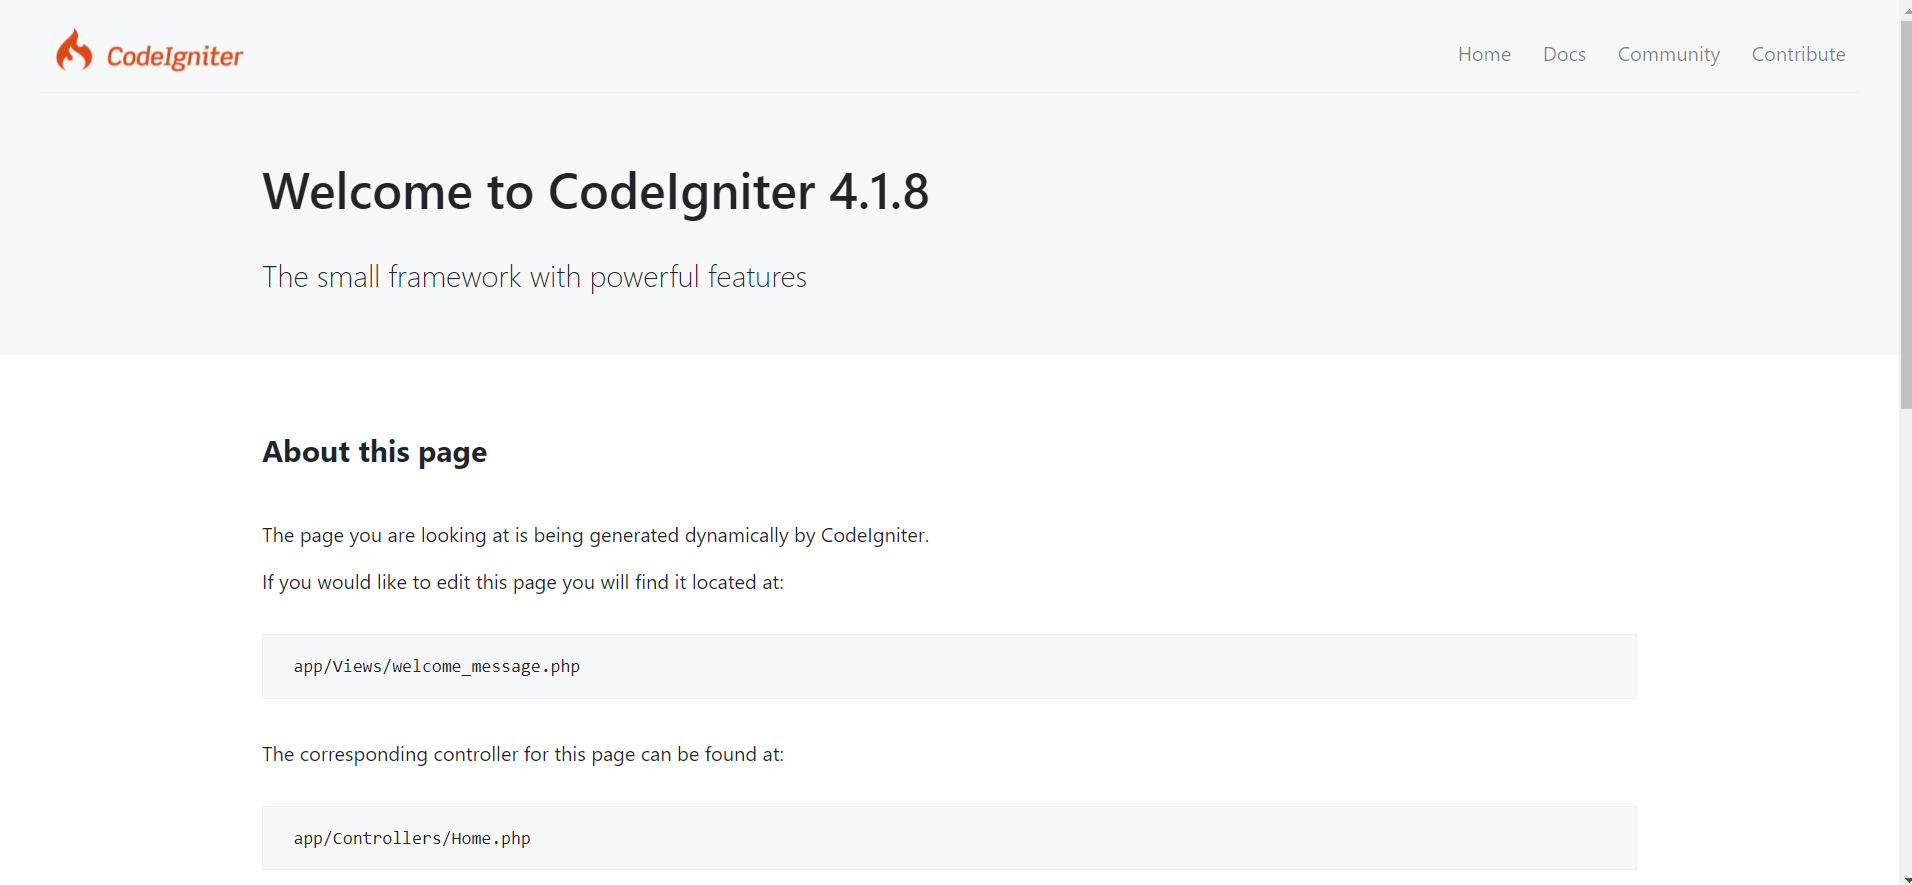 CodeIgniter
Home Docs Community Contribute
Welcome to CodeIgniter 4.1.8
The small framework with powerful features
About this page
The page you are looking at is being generated dynamically by CodeIgniter.
If you would like to edit this page you will find it located at:
app/Views/welcome_message.php
The corresponding controller for this page can be found at:
app/Controllers/Home.php